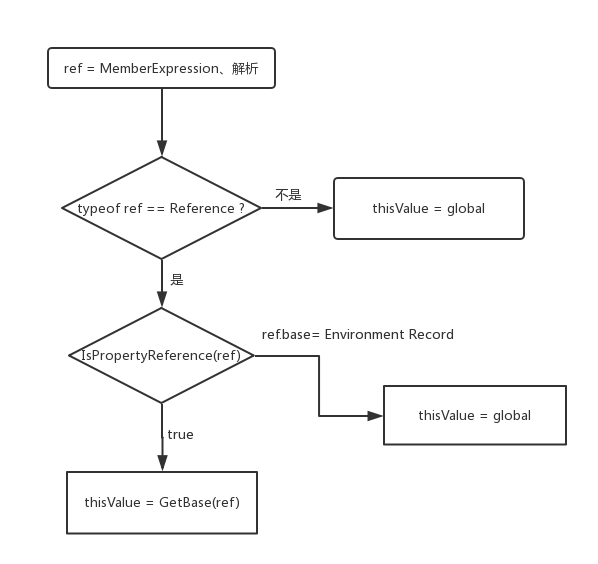 ref = MemberExpression、解析
typeof ref == Reference ?
不是
thisValue = global
是
ref.base= Environment Record
IsPropertyReference(ref)
thisValue = global
true
thisValue = GetBase(ref)